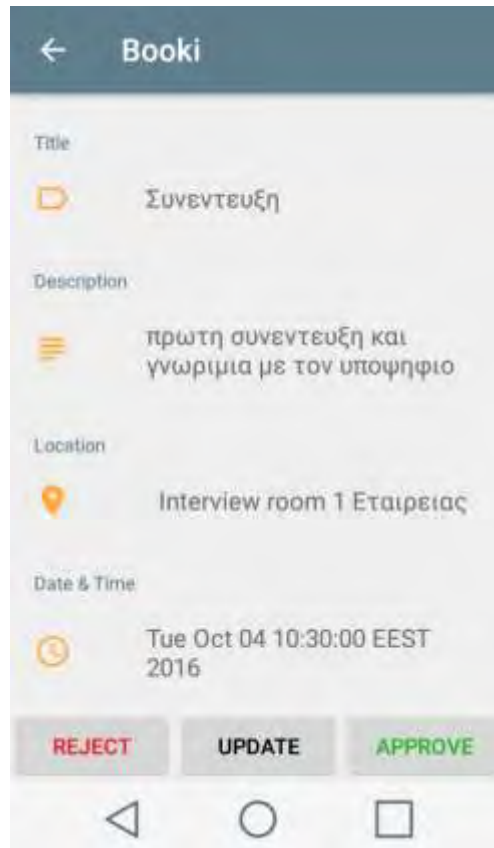 Booki
Title
Συνεντευξη
Description
πρωτη συνεντευξη και
γνωριμια με τον υποψηφιο
Location
Interview room 1 Εταιρειας
Date & Time
Tue Oct 04 10:30:00 EEST
2016
REJECT UPDATE APPROVE